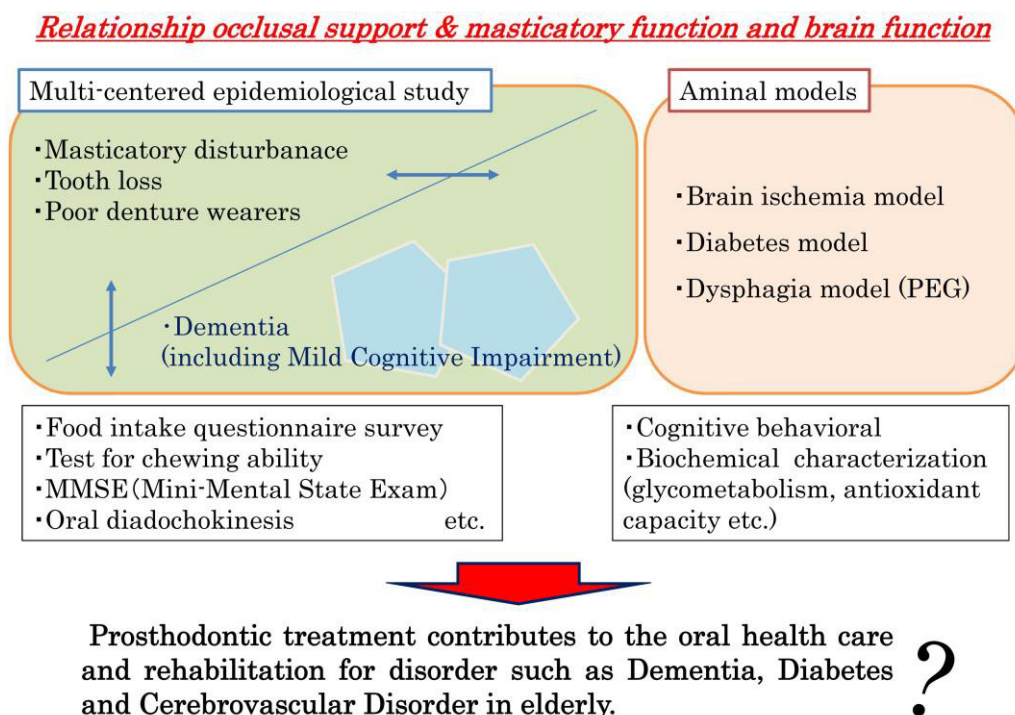 Relationship occlusal support & masticatory function and brain function
Multi-centered epidemiological study
・Masticatory disturbanace
・Tooth loss
・Poor denture wearers
・Dementia
(including Mild Cognitive Impairment)
Aminal models
・Brain ischemia model
・Diabetes model
・Dysphagia model (PEG)
・Food intake questionnaire survey
・Test for chewing ability
・MMSE(Mini-Mental State Exam)
・Oral diadochokinesis etc.
・Cognitive behavioral
・Biochemical characterization
(glycometabolism, antioxidant
capacity etc.)
Prosthodontic treatment contributes to the oral health care
and rehabilitation for disorder such as Dementia, Diabetes
and Cerebrovascular Disorder in elderly.
?